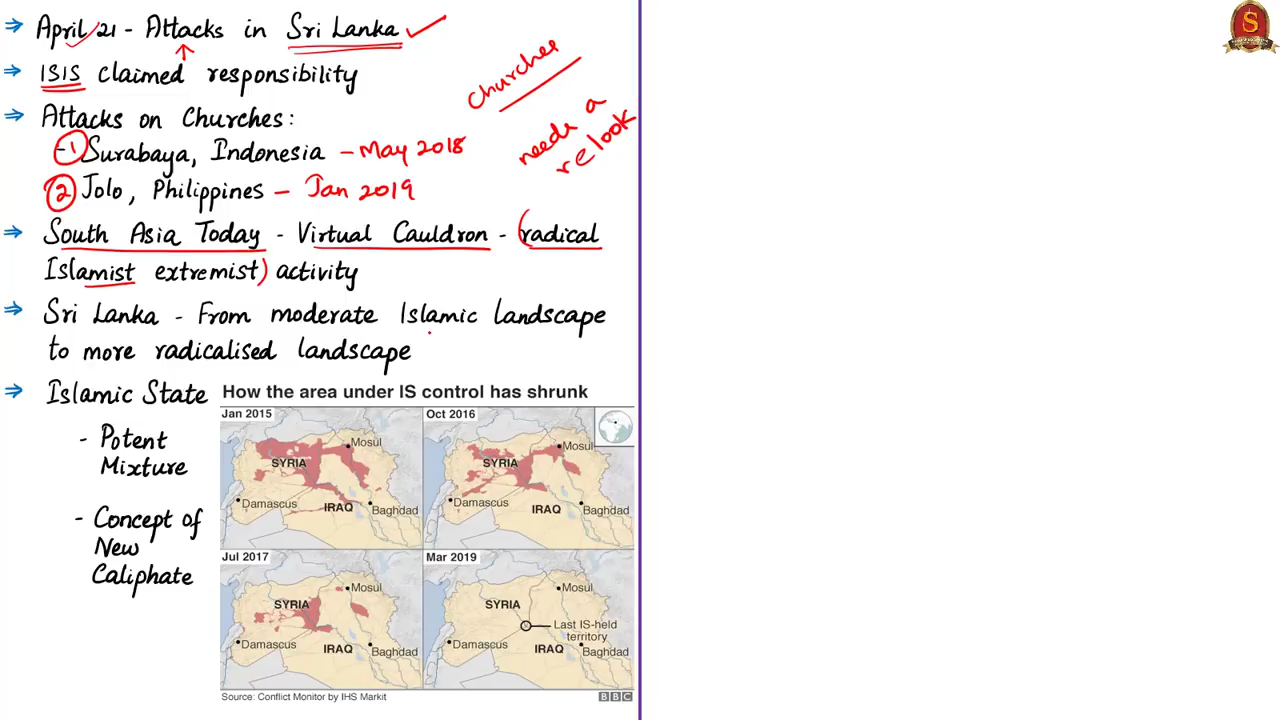 ⇒ April 21 - Attacks in Sri Lanka
⇒ ISIS claimed responsibility
churches
⇒ Attacks on Churches:
needs a
relook
- 1 Surabaya, Indonesia - May 2018
2 Jolo, Philippines - Jan 2019
⇒ South Asia Today - Virtual Cauldron - (radical
Islamist extremist) activity
⇒ Sri Lanka - From moderate Islamic landscape
to more radicalised landscape
⇒ Islamic State
- Potent
Mixture
- Concept of
New
Caliphate
How the area under IS control has shrunk
Jan 2015
Mosul
SYRIA
Damascus
IRAQ
Baghdad
Oct 2016
Mosul
SYRIA
Damascus
IRAQ
Baghdad
Jul 2017
Mosul
SYRIA
Damascus
IRAQ
Baghdad
Mar 2019
Mosul
SYRIA
Last IS-held
territory
Damascus
IRAQ
Baghdad
Source: Conflict Monitor by IHS Markit
BBC
S